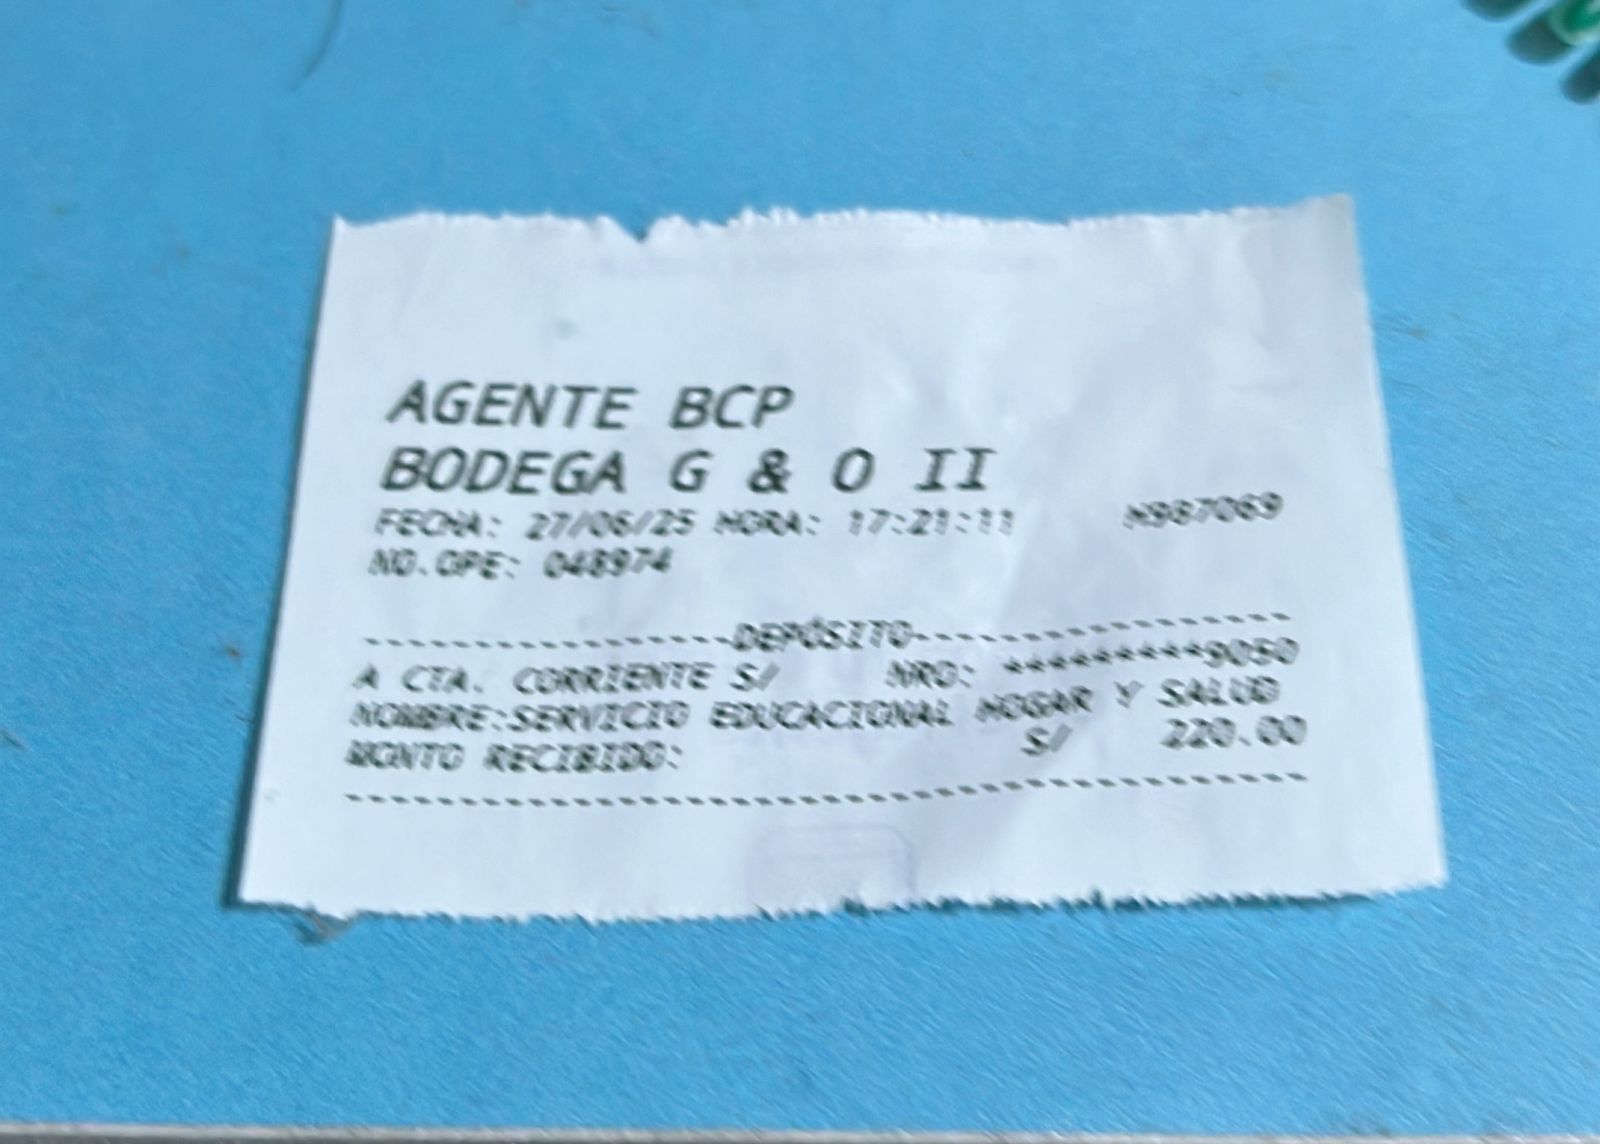 AGENTE BCP
BODEGA G & O II
FECHA: 27/06/25 HORA: 17:21:11 M987069
NO.OPE: 048974
------------------DEPÓSITO------------------
A CTA. CORRIENTE S/ NRO: *********9050
NOMBRE:SERVICIO EDUCACIONAL HOGAR Y SALUD
MONTO RECIBIDO: S/ 220.00